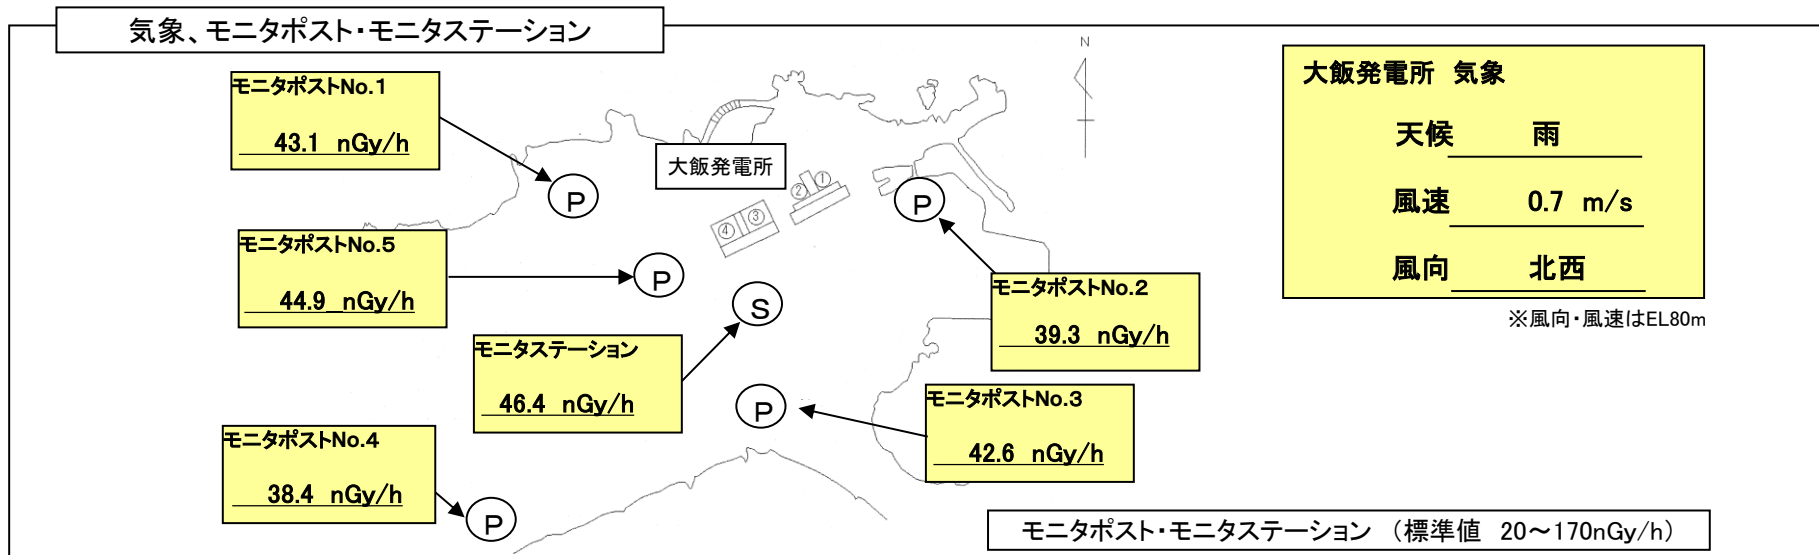 気象、モニタポスト・モニタステーション
モニタポストNo.1
43.1 nGy/h
大飯発電所
N
大飯発電所 気象
天候 雨
風速 0.7 m/s
風向 北西
※風向・風速はEL80m
P
①
②
③
④
P
モニタポストNo.5
44.9 nGy/h
P
S
モニタポストNo.2
39.3 nGy/h
モニタステーション
46.4 nGy/h
P
モニタポストNo.3
42.6 nGy/h
モニタポストNo.4
38.4 nGy/h
P
モニタポスト・モニタステーション （標準値 20～170nGy/h）